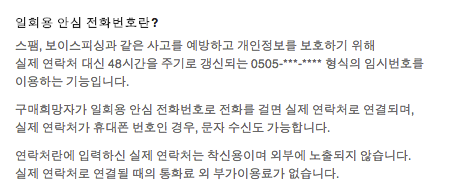 일회용 안심 전화번호란?
스팸, 보이스피싱과 같은 사고를 예방하고 개인정보를 보호하기 위해
실제 연락처 대신 48시간을 주기로 갱신되는 0505-***-**** 형식의 임시번호를
이용하는 기능입니다.
구매희망자가 일회용 안심 전화번호로 전화를 걸면 실제 연락처로 연결되며,
실제 연락처가 휴대폰 번호인 경우, 문자 수신도 가능합니다.
연락처란에 입력하신 실제 연락처는 착신용이며 외부에 노출되지 않습니다.
실제 연락처로 연결될 때의 통화료 외 부가이용료가 없습니다.